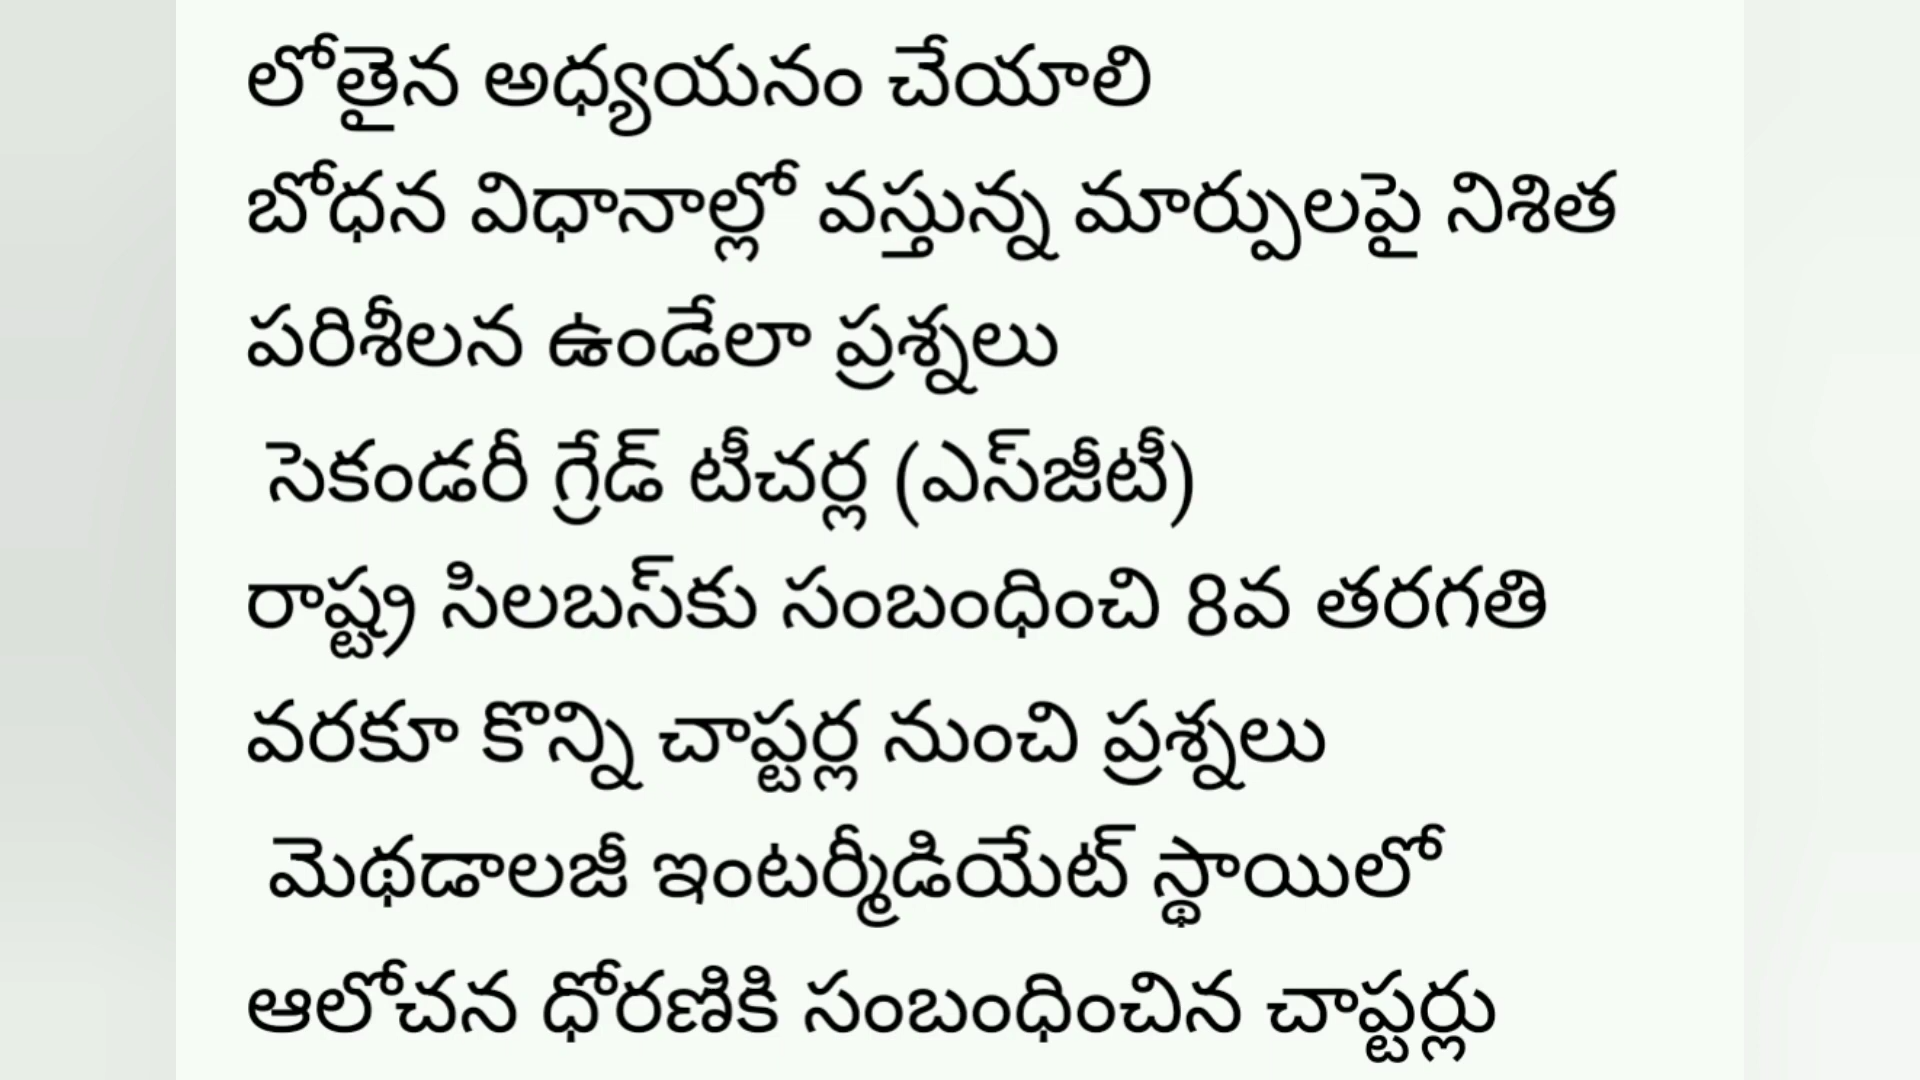 లోతైన అధ్యయనం చేయాలి
బోధన విధానాల్లో వస్తున్న మార్పులపై నిశిత
పరిశీలన ఉండేలా ప్రశ్నలు
సెకండరీ గ్రేడ్ టీచర్ల (ఎస్‌జీటీ)
రాష్ట్ర సిలబస్‌కు సంబంధించి 8వ తరగతి
వరకూ కొన్ని చాప్టర్ల నుంచి ప్రశ్నలు
మెథడాలజీ ఇంటర్మీడియేట్ స్థాయిలో
ఆలోచన ధోరణికి సంబంధించిన చాప్టర్లు